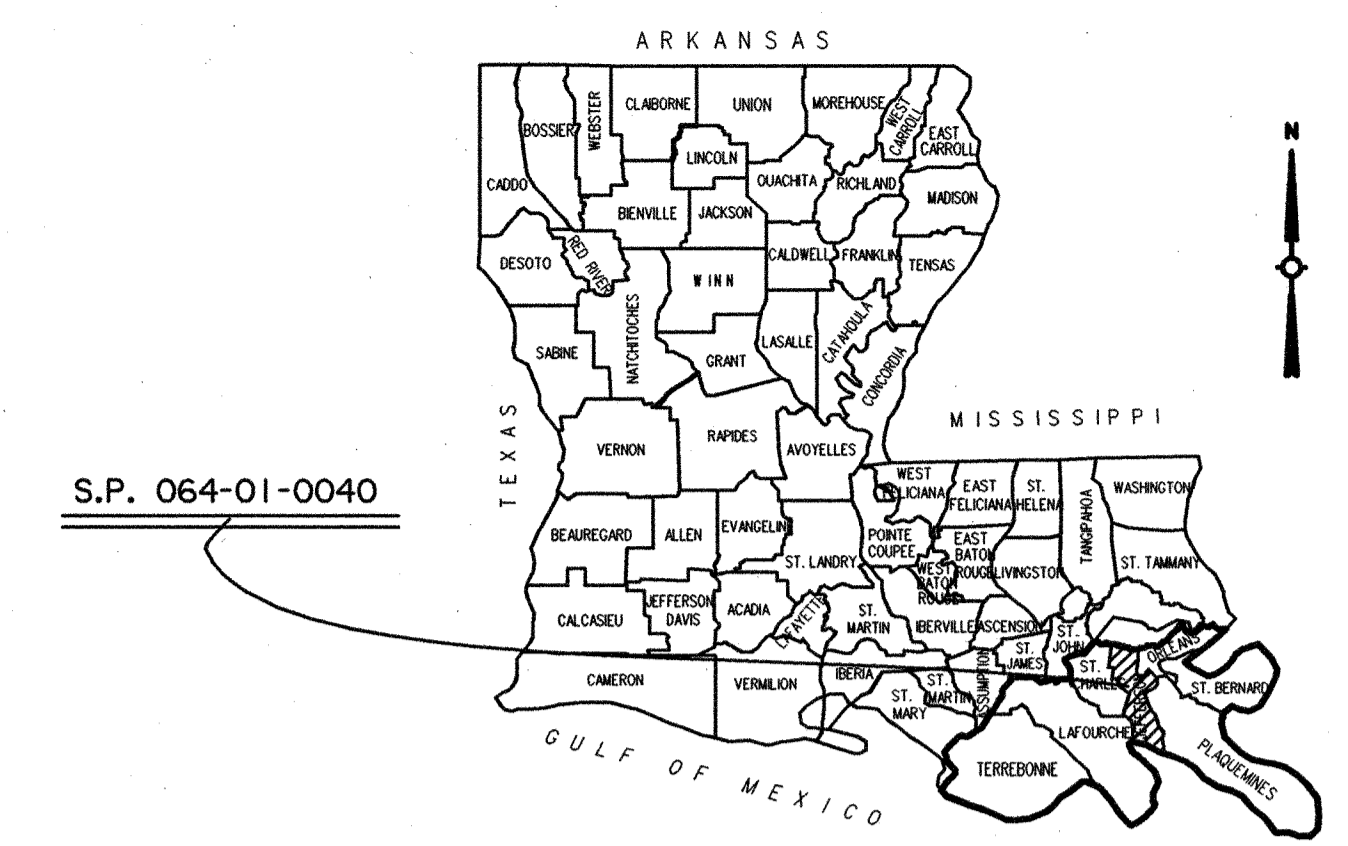 ARKANSAS
N
CADDO
BOSSIER
WEBSTER
CLAIBORNE
UNION
MOREHOUSE
WEST
CARROLL
EAST
CARROLL
LINCOLN
OUACHITA
RICHLAND
MADISON
BIENVILLE
JACKSON
DESOTO
RED RIVER
CALDWELL
FRANKLIN
TENSAS
WINN
NATCHITOCHES
SABINE
GRANT
LASALLE
CATAHOULA
CONCORDIA
TEXAS
MISSISSIPPI
VERNON
RAPIDES
AVOYELLES
S.P. 064-01-0040
WEST
FELICIANA
EAST
FELICIANA
ST.
HELENA
TANGIPAHOA
WASHINGTON
BEAUREGARD
ALLEN
EVANGELIN
ST. LANDRY
POINTE
COUPEE
EAST
BATON
ROUGE
WEST
BATON
ROUGE
LIVINGSTON
ST. TAMMANY
CALCASIEU
JEFFERSON
DAVIS
ACADIA
LAFAYETTE
ST.
MARTIN
IBERVILLE
ASCENSION
ST.
JAMES
ST.
JOHN
ORLEANS
CAMERON
VERMILION
IBERIA
ST.
MARTIN
ST.
MARY
ASSUMPTION
ST.
CHARLES
ST. BERNARD
LAFOURCHE
TERREBONNE
PLAQUEMINES
GULF OF MEXICO